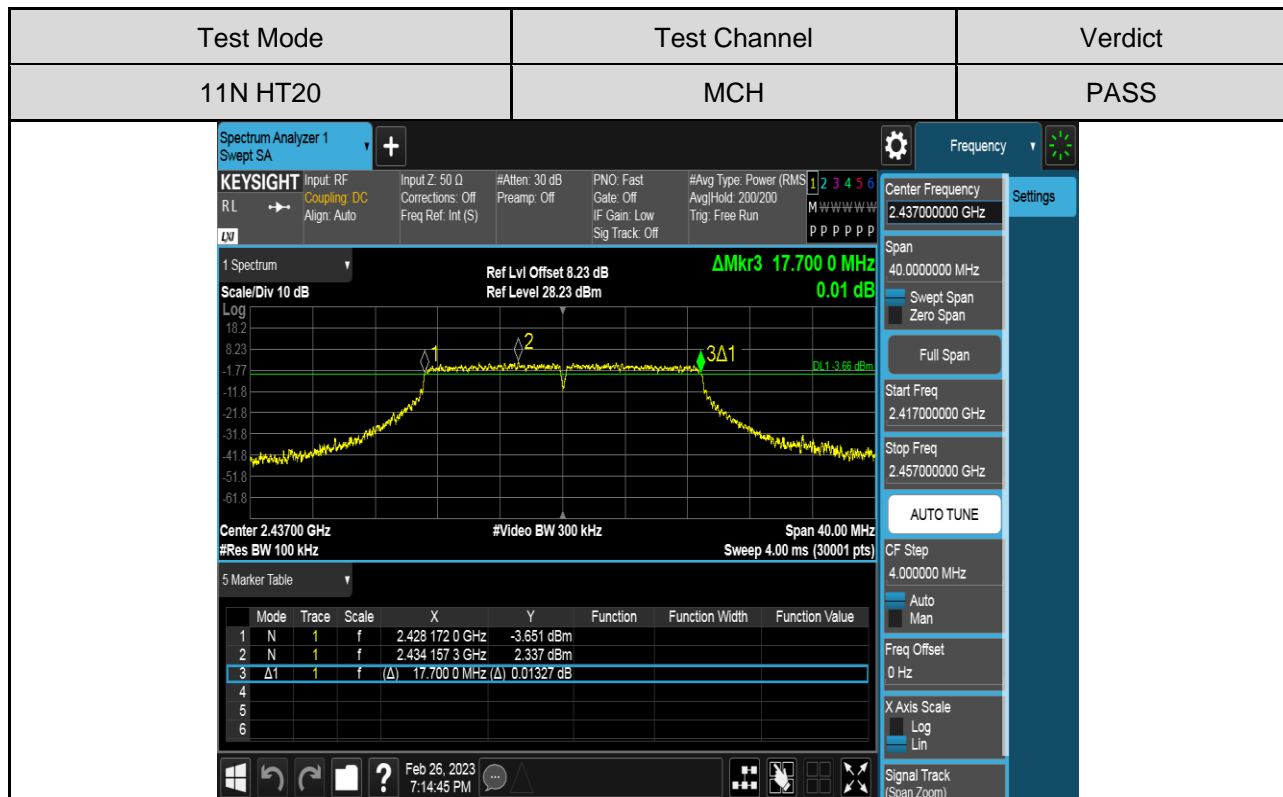 Test Mode Test Channel Verdict
11N HT20 MCH PASS
Spectrum Analyzer 1
Swept SA
+
Frequency
KEYSIGHT Input: RF Input Z: 50 Ω #Atten: 30 dB PNO: Fast #Avg Type: Power (RMS 1 2 3 4 5 6
RL Coupling: DC Corrections: Off Preamp: Off Gate: Off Avg|Hold: 200/200 M W W W W W
Align: Auto Freq Ref: Int (S) IF Gain: Low Trig: Free Run
LXI Sig Track: Off P P P P P P
1 Spectrum Ref Lvl Offset 8.23 dB ΔMkr3 17.700 0 MHz
Scale/Div 10 dB Ref Level 28.23 dBm 0.01 dB
Log
18.2
8.23
-1.77
-11.8
-21.8
-31.8
-41.8
-51.8
-61.8
1
2
3Δ1
DL1 -3.66 dBm
Center 2.43700 GHz #Video BW 300 kHz Span 40.00 MHz
#Res BW 100 kHz Sweep 4.00 ms (30001 pts)
5 Marker Table
Mode Trace Scale X Y Function Function Width Function Value
1 N 1 f 2.428 172 0 GHz -3.651 dBm
2 N 1 f 2.434 157 3 GHz 2.337 dBm
3 Δ1 1 f (Δ) 17.700 0 MHz (Δ) 0.01327 dB
4
5
6
?
Feb 26, 2023
7:14:45 PM
Center Frequency
2.437000000 GHz
Settings
Span
40.0000000 MHz
Swept Span
Zero Span
Full Span
Start Freq
2.417000000 GHz
Stop Freq
2.457000000 GHz
AUTO TUNE
CF Step
4.000000 MHz
Auto
Man
Freq Offset
0 Hz
X Axis Scale
Log
Lin
Signal Track
(Span Zoom)